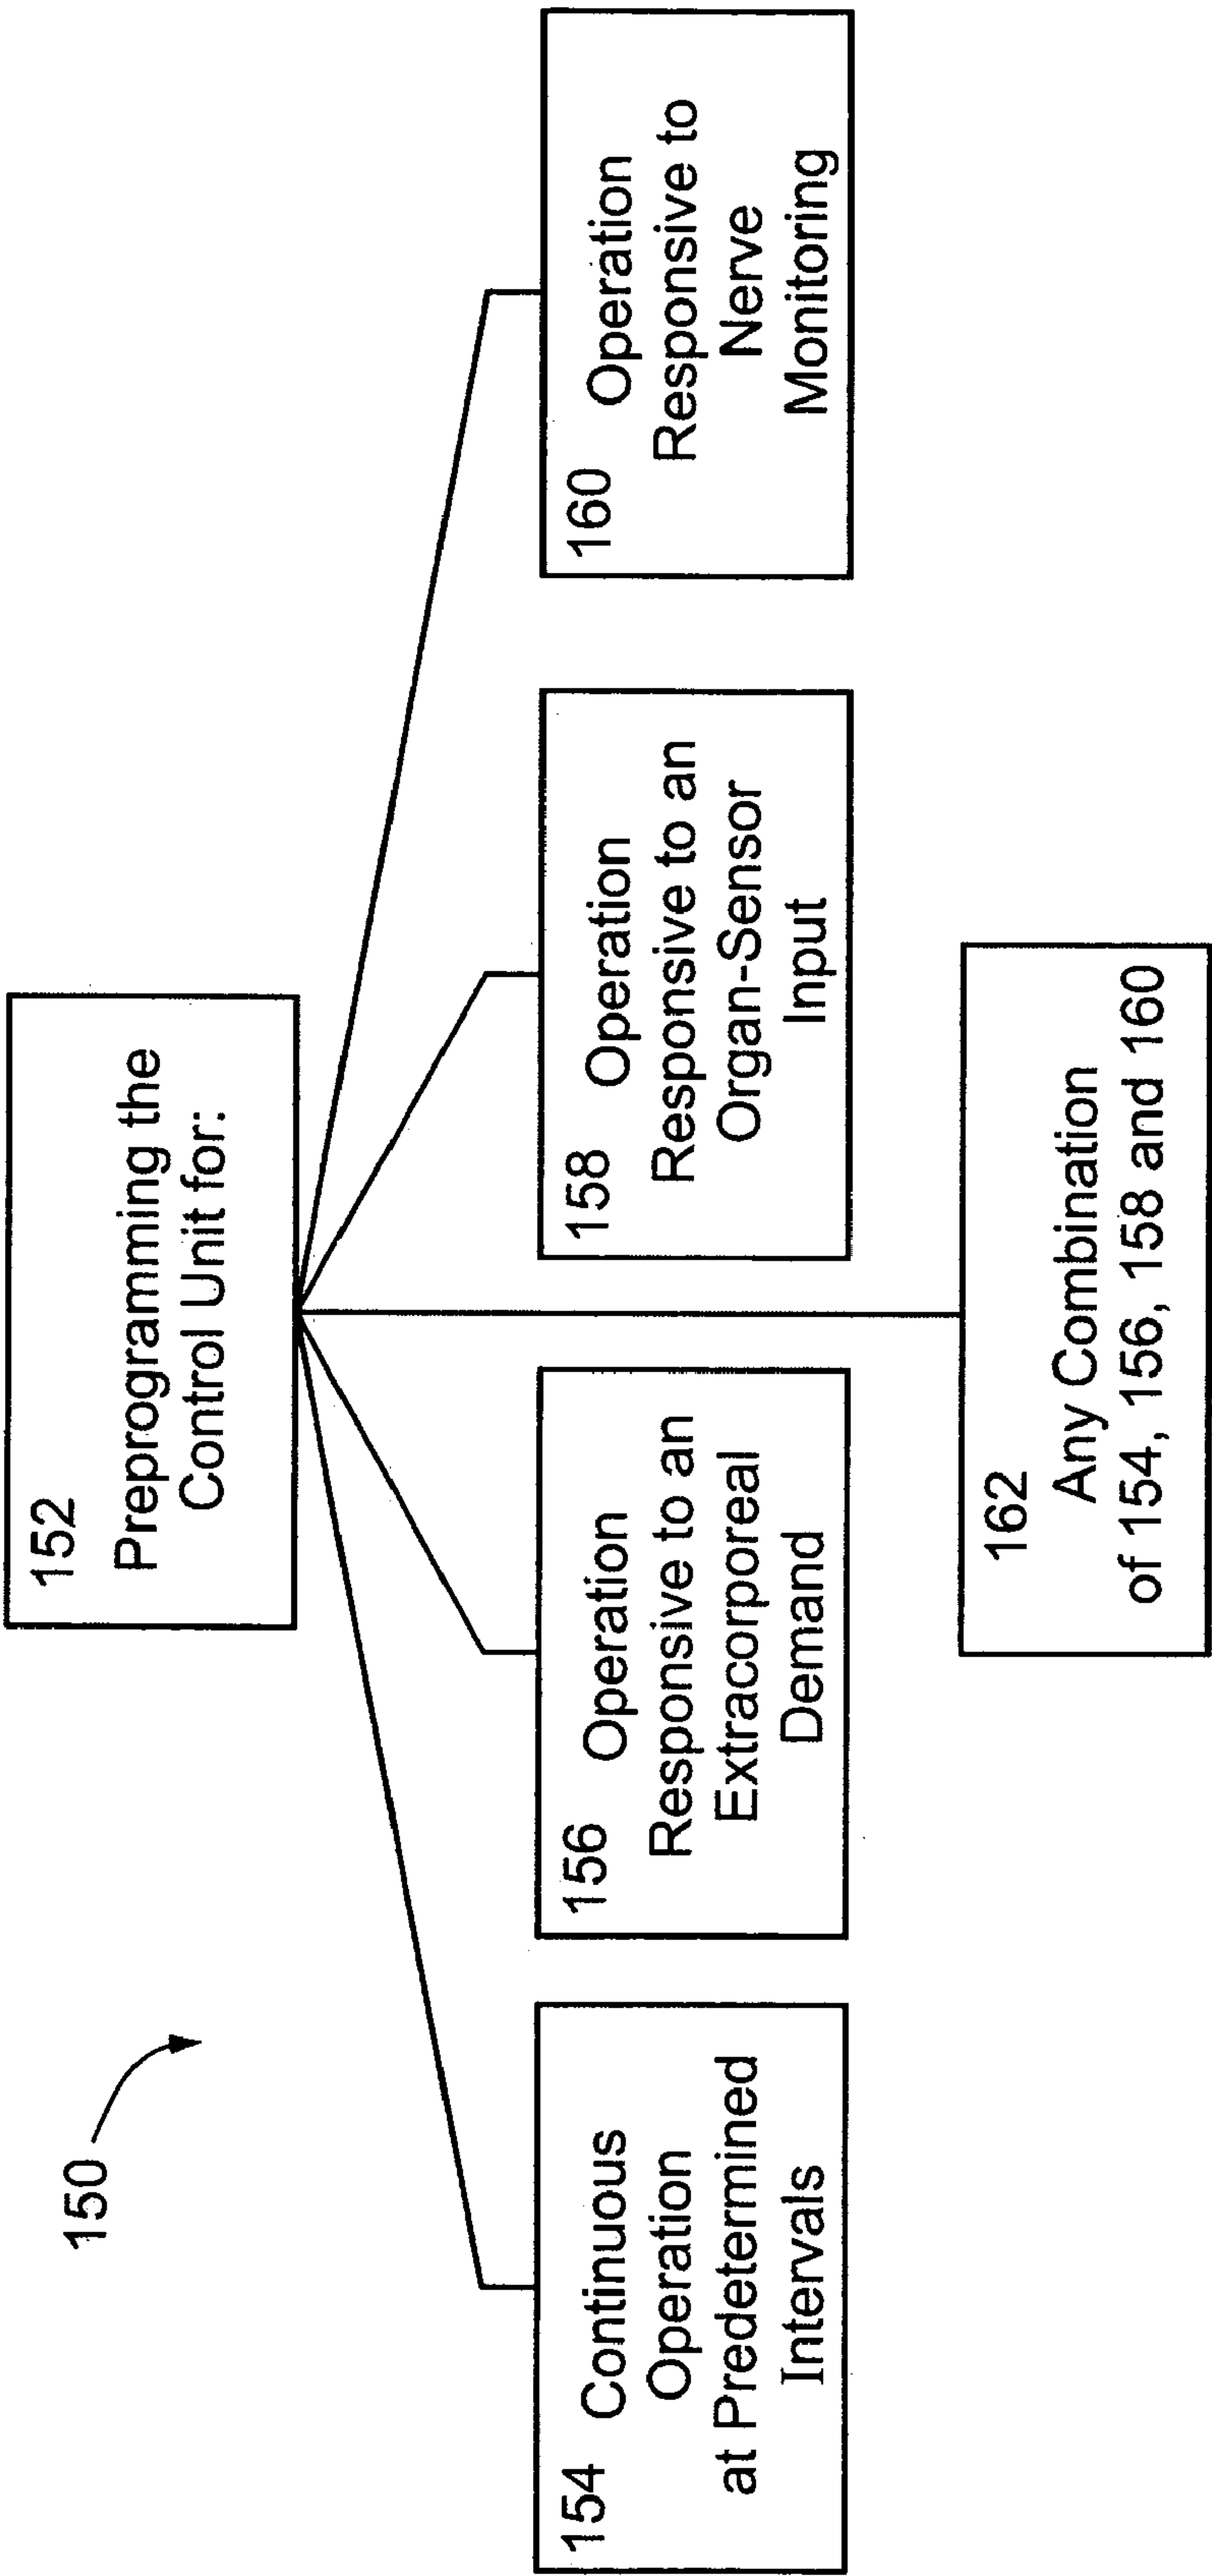 150
152
Preprogramming the
Control Unit for:
154 Continuous
Operation
at Predetermined
Intervals
156 Operation
Responsive to an
Extracorporeal
Demand
158 Operation
Responsive to an
Organ-Sensor
Input
160 Operation
Responsive to
Nerve
Monitoring
162
Any Combination
of 154, 156, 158 and 160